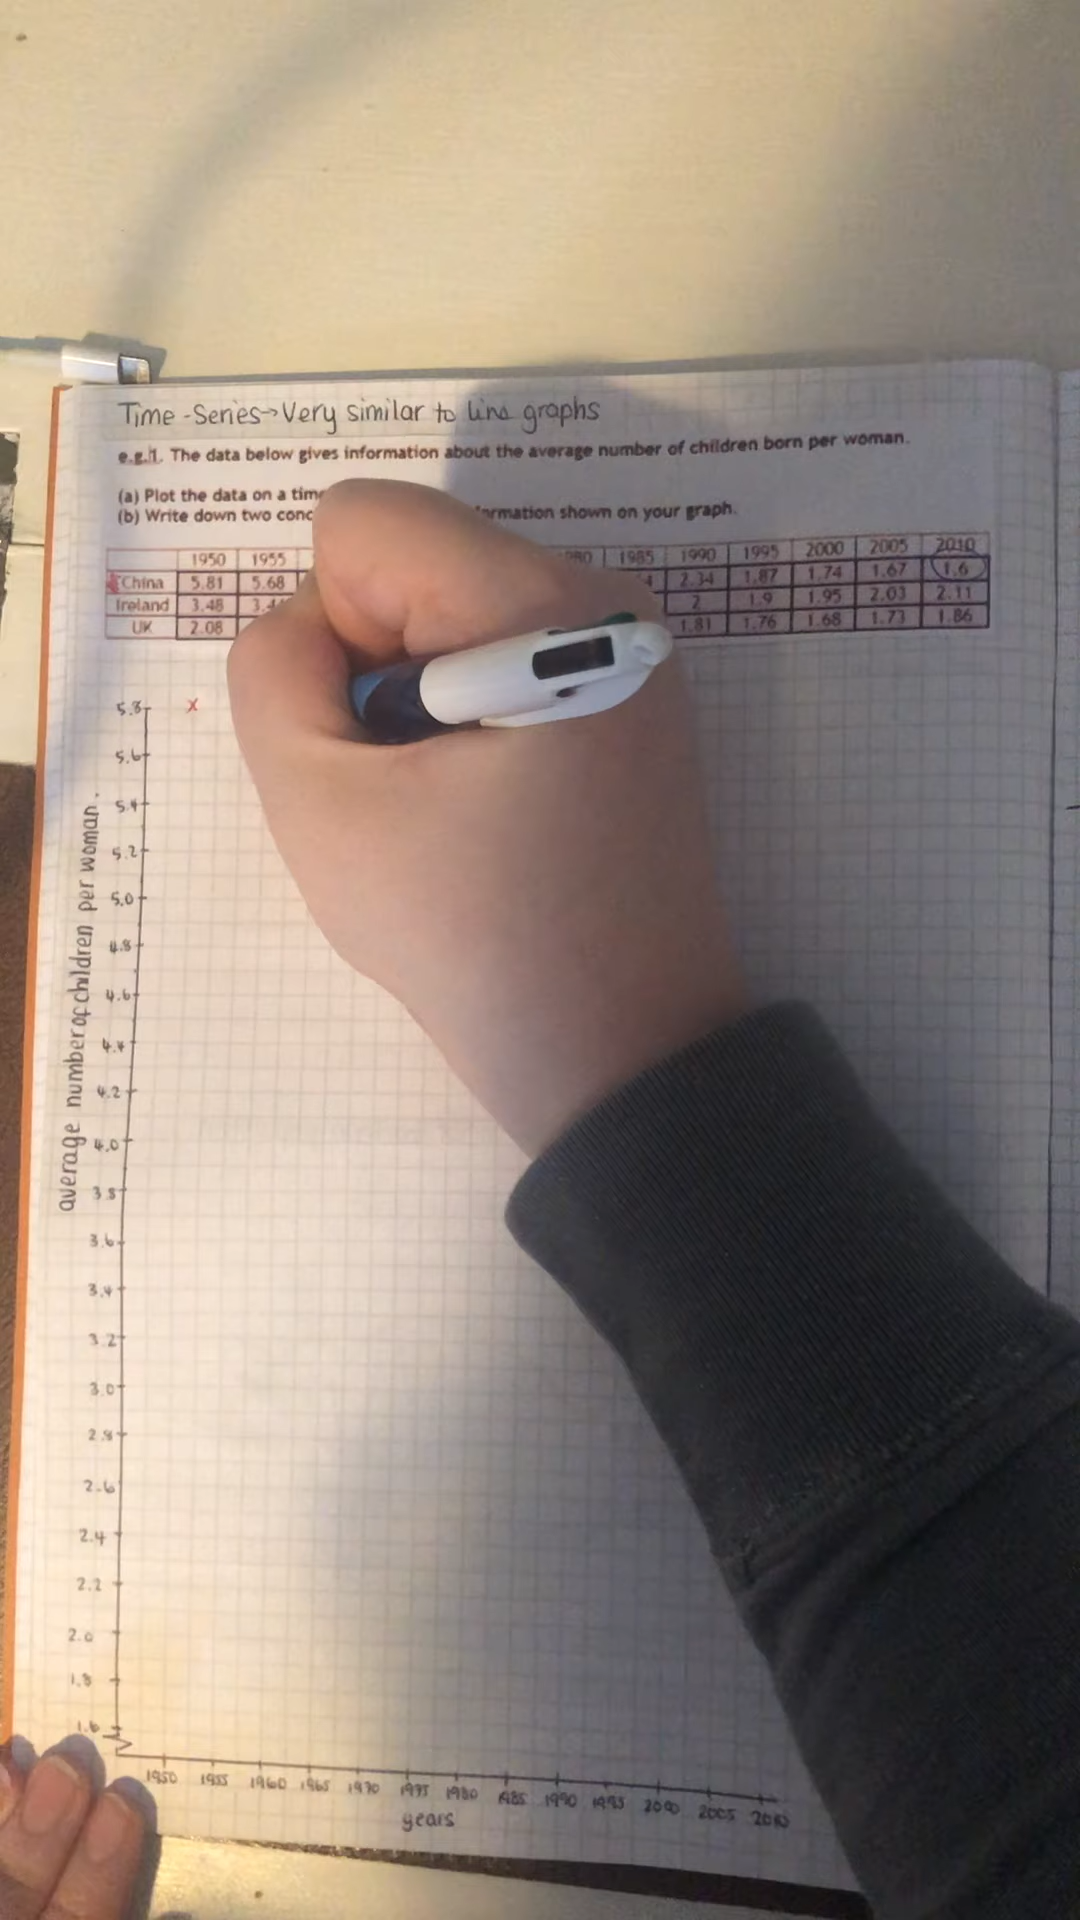 Time-Series→Very similar to line graphs
e.g.1. The data below gives information about the average number of children born per woman.
(a) Plot the data on a
(b) Write down two shown on your graph.
1950 1955 1985 1990 1995 2000 2005 2010
China 5.81 5.68 2.34 1.87 1.74 1.67 1.6
Ireland 3.48 2 1.9 1.95 2.03 2.11
UK 2.08 1.81 1.76 1.68 1.73 1.86
5.8 x
5.6
5.4
5.2
5.0
4.8
4.6
4.4
4.2
4.0
3.8
3.6
3.4
3.2
3.0
2.8
2.6
2.4
2.2
2.0
1.8
1.6
average number of children per woman.
1950 1955 1960 1965 1970 1975 1980 1985 1990 1995 2000 2005 2010
years